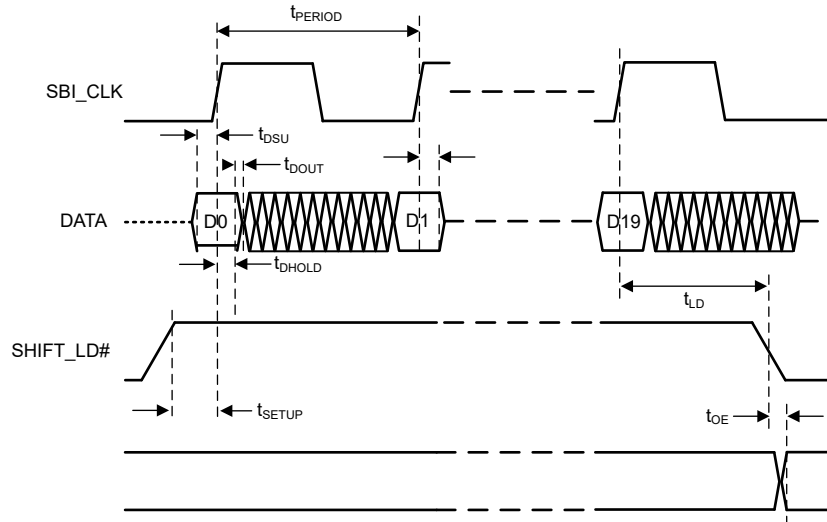 tPERIOD
SBI_CLK
tDSU
tDOUT
DATA
D0
D1
D19
tDHOLD
tLD
SHIFT_LD#
tSETUP
tOE